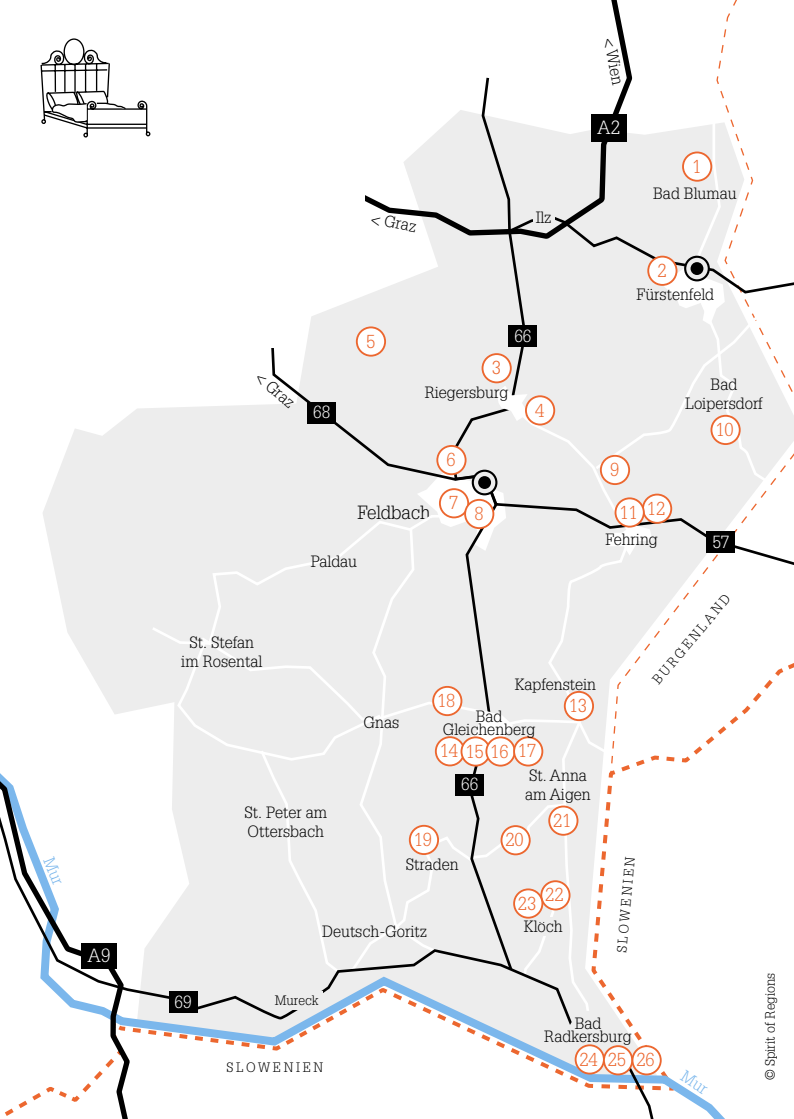 < Wien
A2
1
Bad Blumau
Ilz
< Graz
2
Fürstenfeld
66
5
3
Riegersburg
4
< Graz
68
Bad
Loipersdorf
10
6
9
7
8
Feldbach
11
12
Fehring
57
Paldau
BURGENLAND
St. Stefan
im Rosental
Kapfenstein
13
18
Gnas
Bad
Gleichenberg
14
15
16
17
66
St. Anna
am Aigen
21
St. Peter am
Ottersbach
19
Straden
20
Mur
SLOWENIEN
22
23
Klöch
Deutsch-Goritz
A9
69
Mureck
Bad
Radkersburg
24
25
26
SLOWENIEN
Mur
© Spirit of Regions